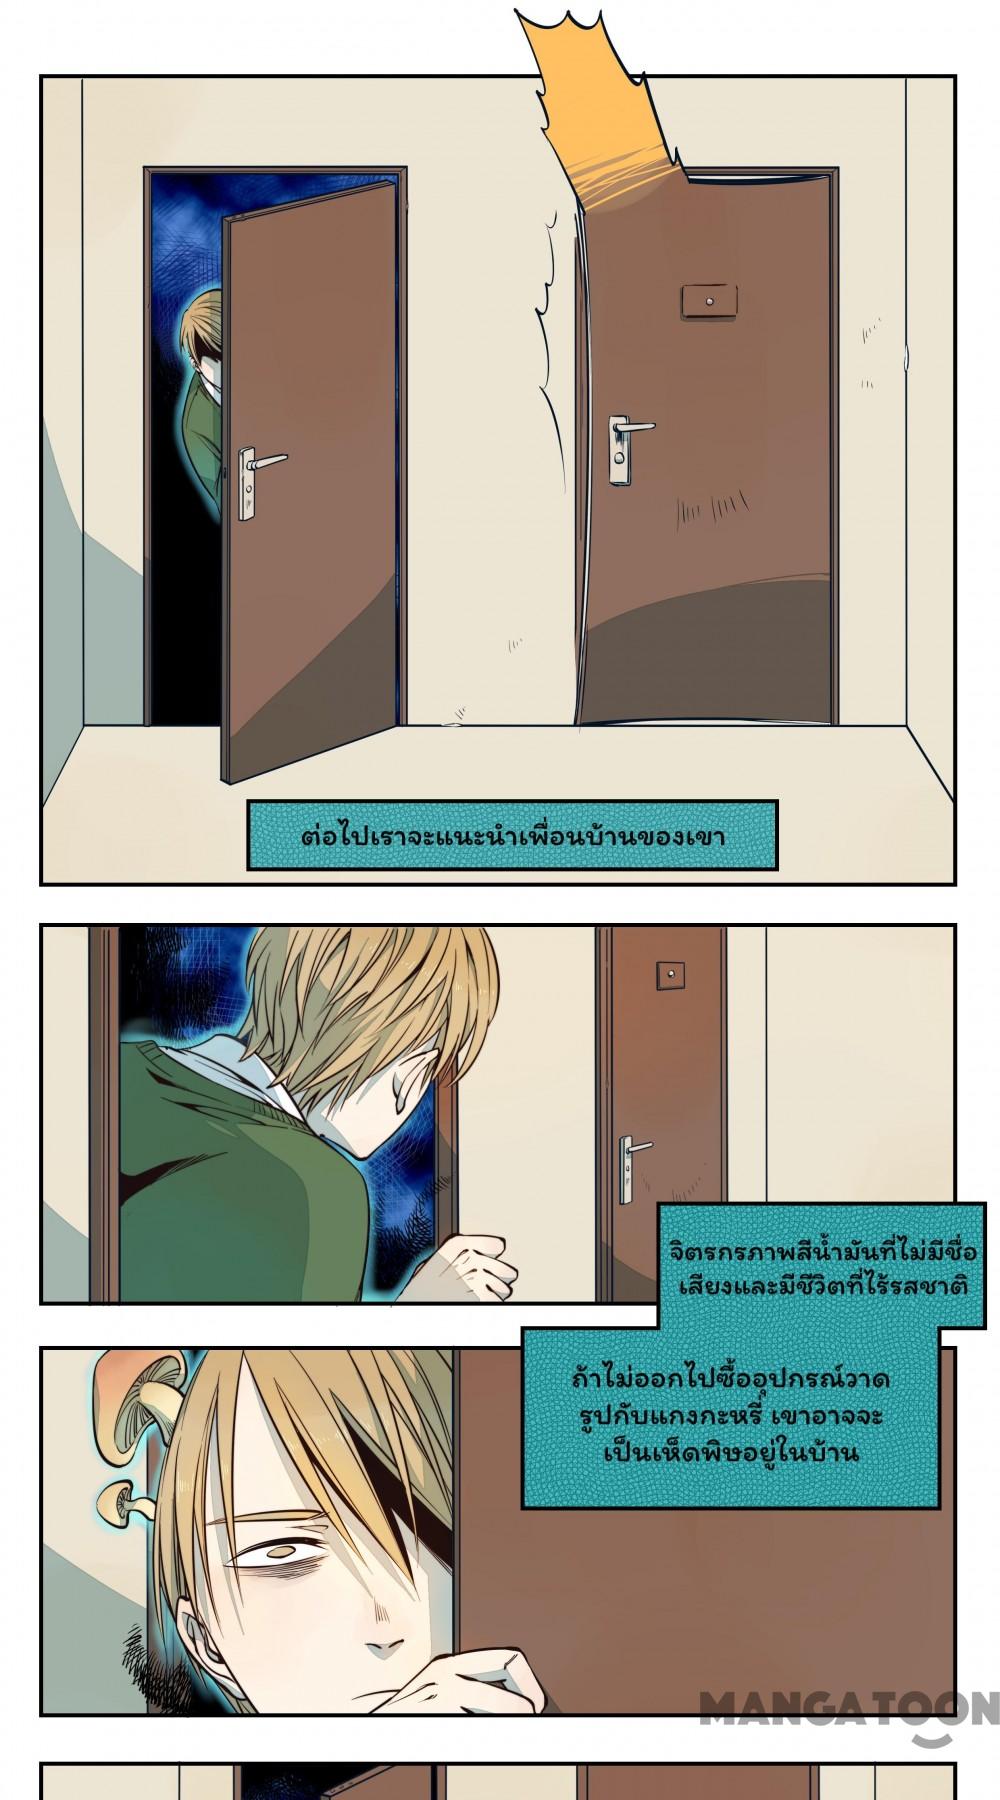 ต่อไปเราจะแนะนำเพื่อนบ้านของเขา
จิตรกรภาพสีน้ำมันที่ไม่มีชื่อ
เสียงและมีชีวิตที่ไร้รสชาติ
ถ้าไม่ออกไปซื้ออุปกรณ์วาด
รูปกับแกงกะหรี่ เขาอาจจะ
เป็นเห็ดพิษอยู่ในบ้าน
MANGATOON